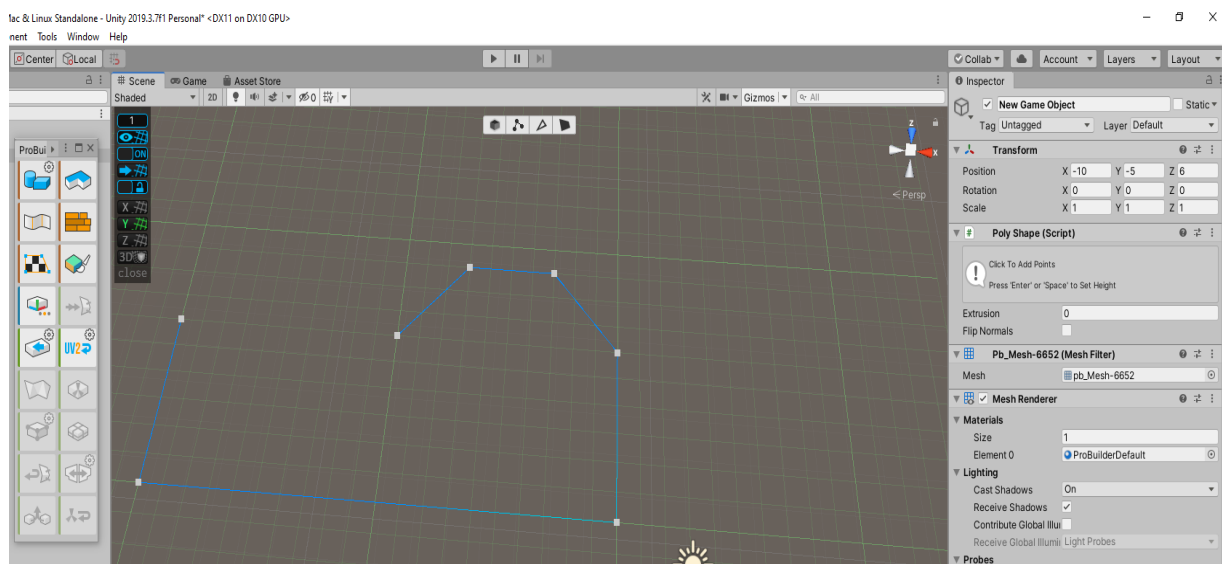 Mac & Linux Standalone - Unity 2019.3.7f1 Personal* <DX11 on DX10 GPU>
nent Tools Window Help
Center Local Collab Account Layers Layout
# Scene Game Asset Store Inspector
Shaded 2D 0 Gizmos All
New Game Object Static
Tag Untagged Layer Default
1
ON
X
Y
Z
3D
close
ProBui
UV2
z
x
< Persp
Transform
Position X -10 Y -5 Z 6
Rotation X 0 Y 0 Z 0
Scale X 1 Y 1 Z 1
# Poly Shape (Script)
Click To Add Points
Press 'Enter' or 'Space' to Set Height
Extrusion 0
Flip Normals
Pb_Mesh-6652 (Mesh Filter)
Mesh pb_Mesh-6652
Mesh Renderer
Materials
Size 1
Element 0 ProBuilderDefault
Lighting
Cast Shadows On
Receive Shadows
Contribute Global Illui
Receive Global Illumii Light Probes
Probes